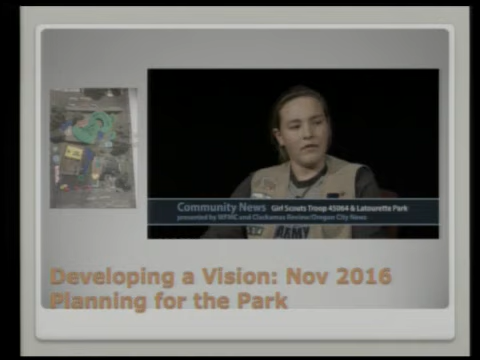 Community News Girl Scouts Troop 45064 & Latourette Park
presented by WFMC and Clackamas Review/Oregon City News
ARMY
Developing a Vision: Nov 2016
Planning for the Park